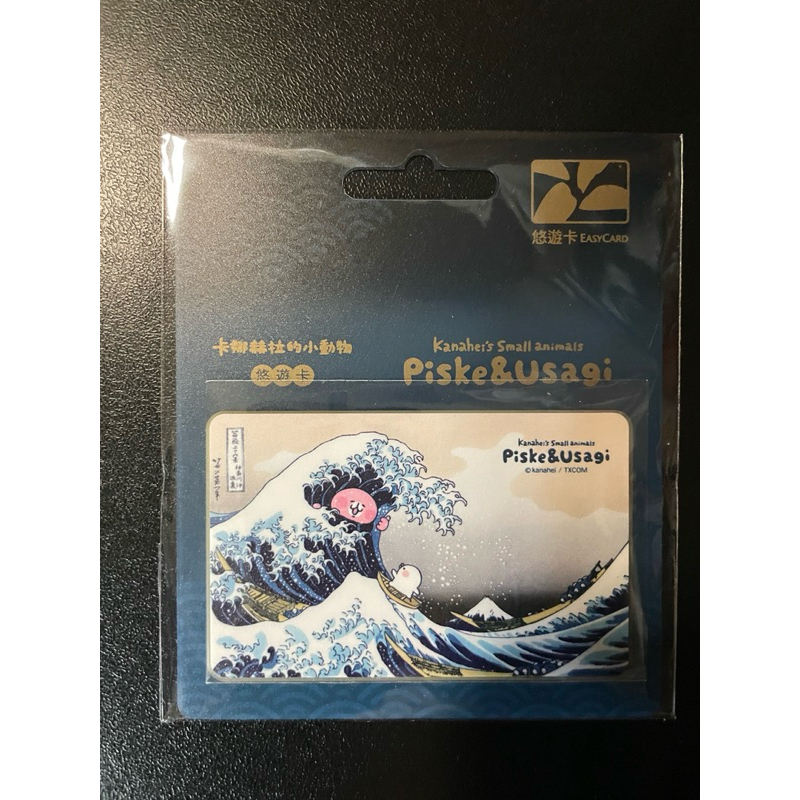 悠遊卡 EASYCARD
卡娜赫拉的小動物
悠遊卡
Kanahei's Small animals
Piske&Usagi
Kanahei's Small animals
Piske&Usagi
©kanahei / TXCOM